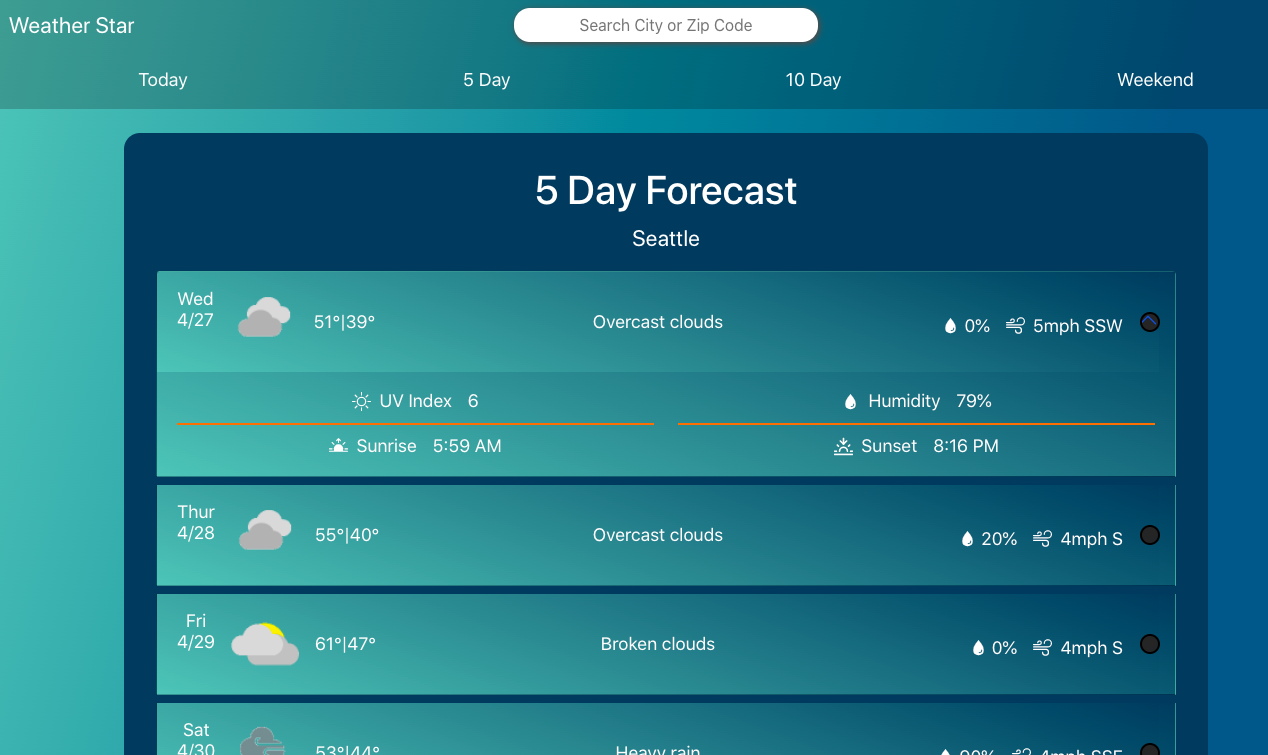 Weather Star
Search City or Zip Code
Today 5 Day 10 Day Weekend
5 Day Forecast
Seattle
Wed
4/27
51°|39° Overcast clouds 0% 5mph SSW
UV Index 6 Humidity 79%
Sunrise 5:59 AM Sunset 8:16 PM
Thur
4/28
55°|40° Overcast clouds 20% 4mph S
Fri
4/29
61°|47° Broken clouds 0% 4mph S
Sat
4/30
53°|44° Heavy rain 90% 4mph SSE